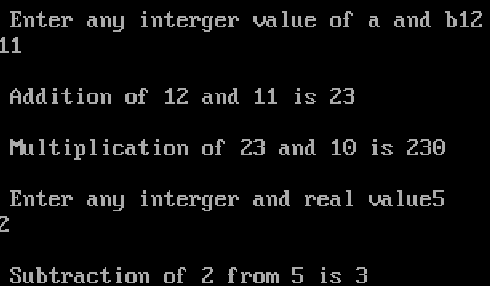 Enter any interger value of a and b12
11
Addition of 12 and 11 is 23
Multiplication of 23 and 10 is 230
Enter any interger and real value5
2
Subtraction of 2 from 5 is 3